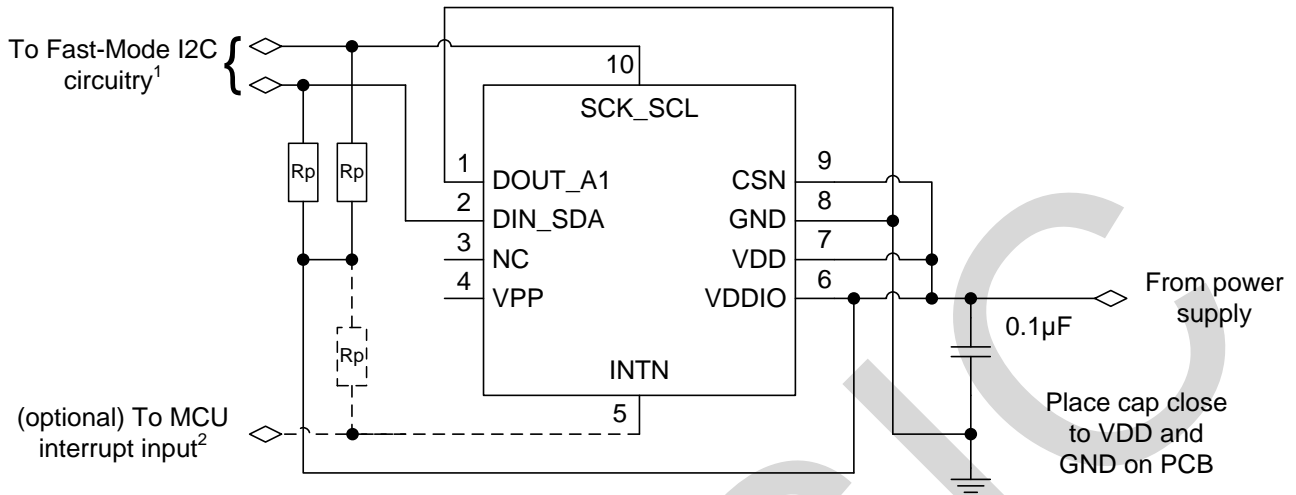 To Fast-Mode I2C
circuitry1
10
SCK_SCL
Rp
Rp
1
DOUT_A1
2
DIN_SDA
3
NC
4
VPP
9
CSN
8
GND
7
VDD
6
VDDIO
From power
supply
0.1µF
Rp
INTN
5
(optional) To MCU
interrupt input2
Place cap close
to VDD and
GND on PCB